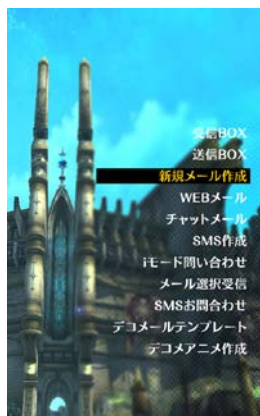 受信BOX
送信BOX
新規メール作成
WEBメール
チャットメール
SMS作成
iモード問い合わせ
メール選択受信
SMSお問合わせ
デコメールテンプレート
デコメアニメ作成